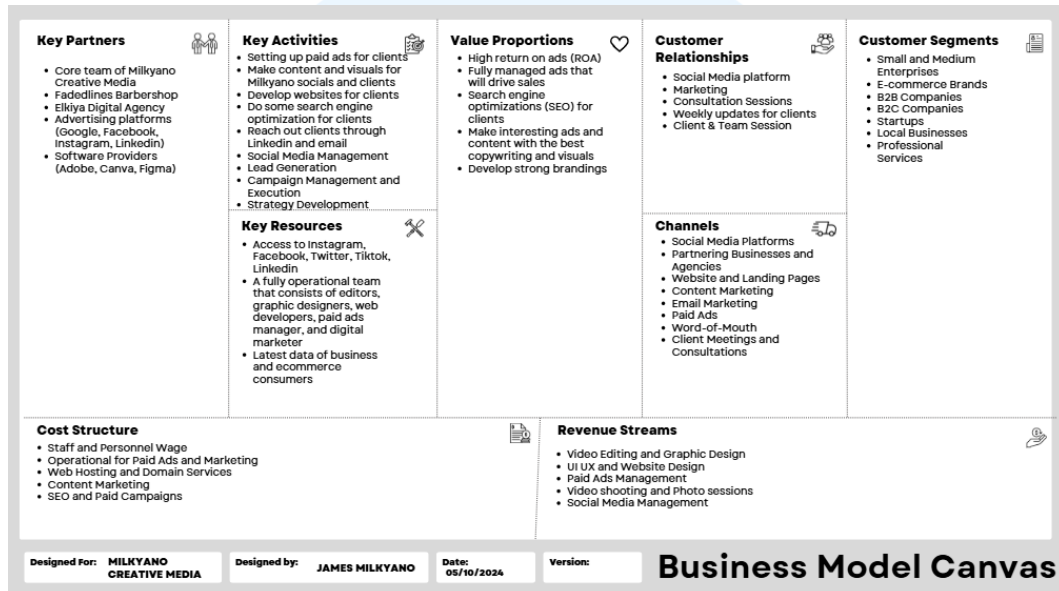 Key Partners
• Core team of Milkyano
Creative Media
• Fadedlines Barbershop
• Elkiya Digital Agency
• Advertising platforms
(Google, Facebook,
Instagram, Linkedin)
• Software Providers
(Adobe, Canva, Figma)
Key Activities
• Setting up paid ads for clients
• Make content and visuals for
Milkyano socials and clients
• Develop websites for clients
• Do some search engine
optimization for clients
• Reach out clients through
Linkedin and email
• Social Media Management
• Lead Generation
• Campaign Management and
Execution
• Strategy Development
Key Resources
• Access to Instagram,
Facebook, Twitter, Tiktok,
Linkedin
• A fully operational team
that consists of editors,
graphic designers, web
developers, paid ads
manager, and digital
marketer
• Latest data of business
and ecommerce
consumers
Value Proportions
• High return on ads (ROA)
• Fully managed ads that
will drive sales
• Search engine
optimizations (SEO) for
clients
• Make interesting ads and
content with the best
copywriting and visuals
• Develop strong brandings
Customer
Relationships
• Social Media platform
• Marketing
• Consultation Sessions
• Weekly updates for clients
• Client & Team Session
Channels
• Social Media Platforms
• Partnering Businesses and
Agencies
• Website and Landing Pages
• Content Marketing
• Email Marketing
• Paid Ads
• Word-of-Mouth
• Client Meetings and
Consultations
Customer Segments
• Small and Medium
Enterprises
• E-commerce Brands
• B2B Companies
• B2C Companies
• Startups
• Local Businesses
• Professional
Services
Cost Structure
• Staff and Personnel Wage
• Operational for Paid Ads and Marketing
• Web Hosting and Domain Services
• Content Marketing
• SEO and Paid Campaigns
Revenue Streams
• Video Editing and Graphic Design
• UI UX and Website Design
• Paid Ads Management
• Video shooting and Photo sessions
• Social Media Management
Designed For: MILKYANO
CREATIVE MEDIA
Designed by: JAMES MILKYANO
Date:
05/10/2024
Version:
Business Model Canvas